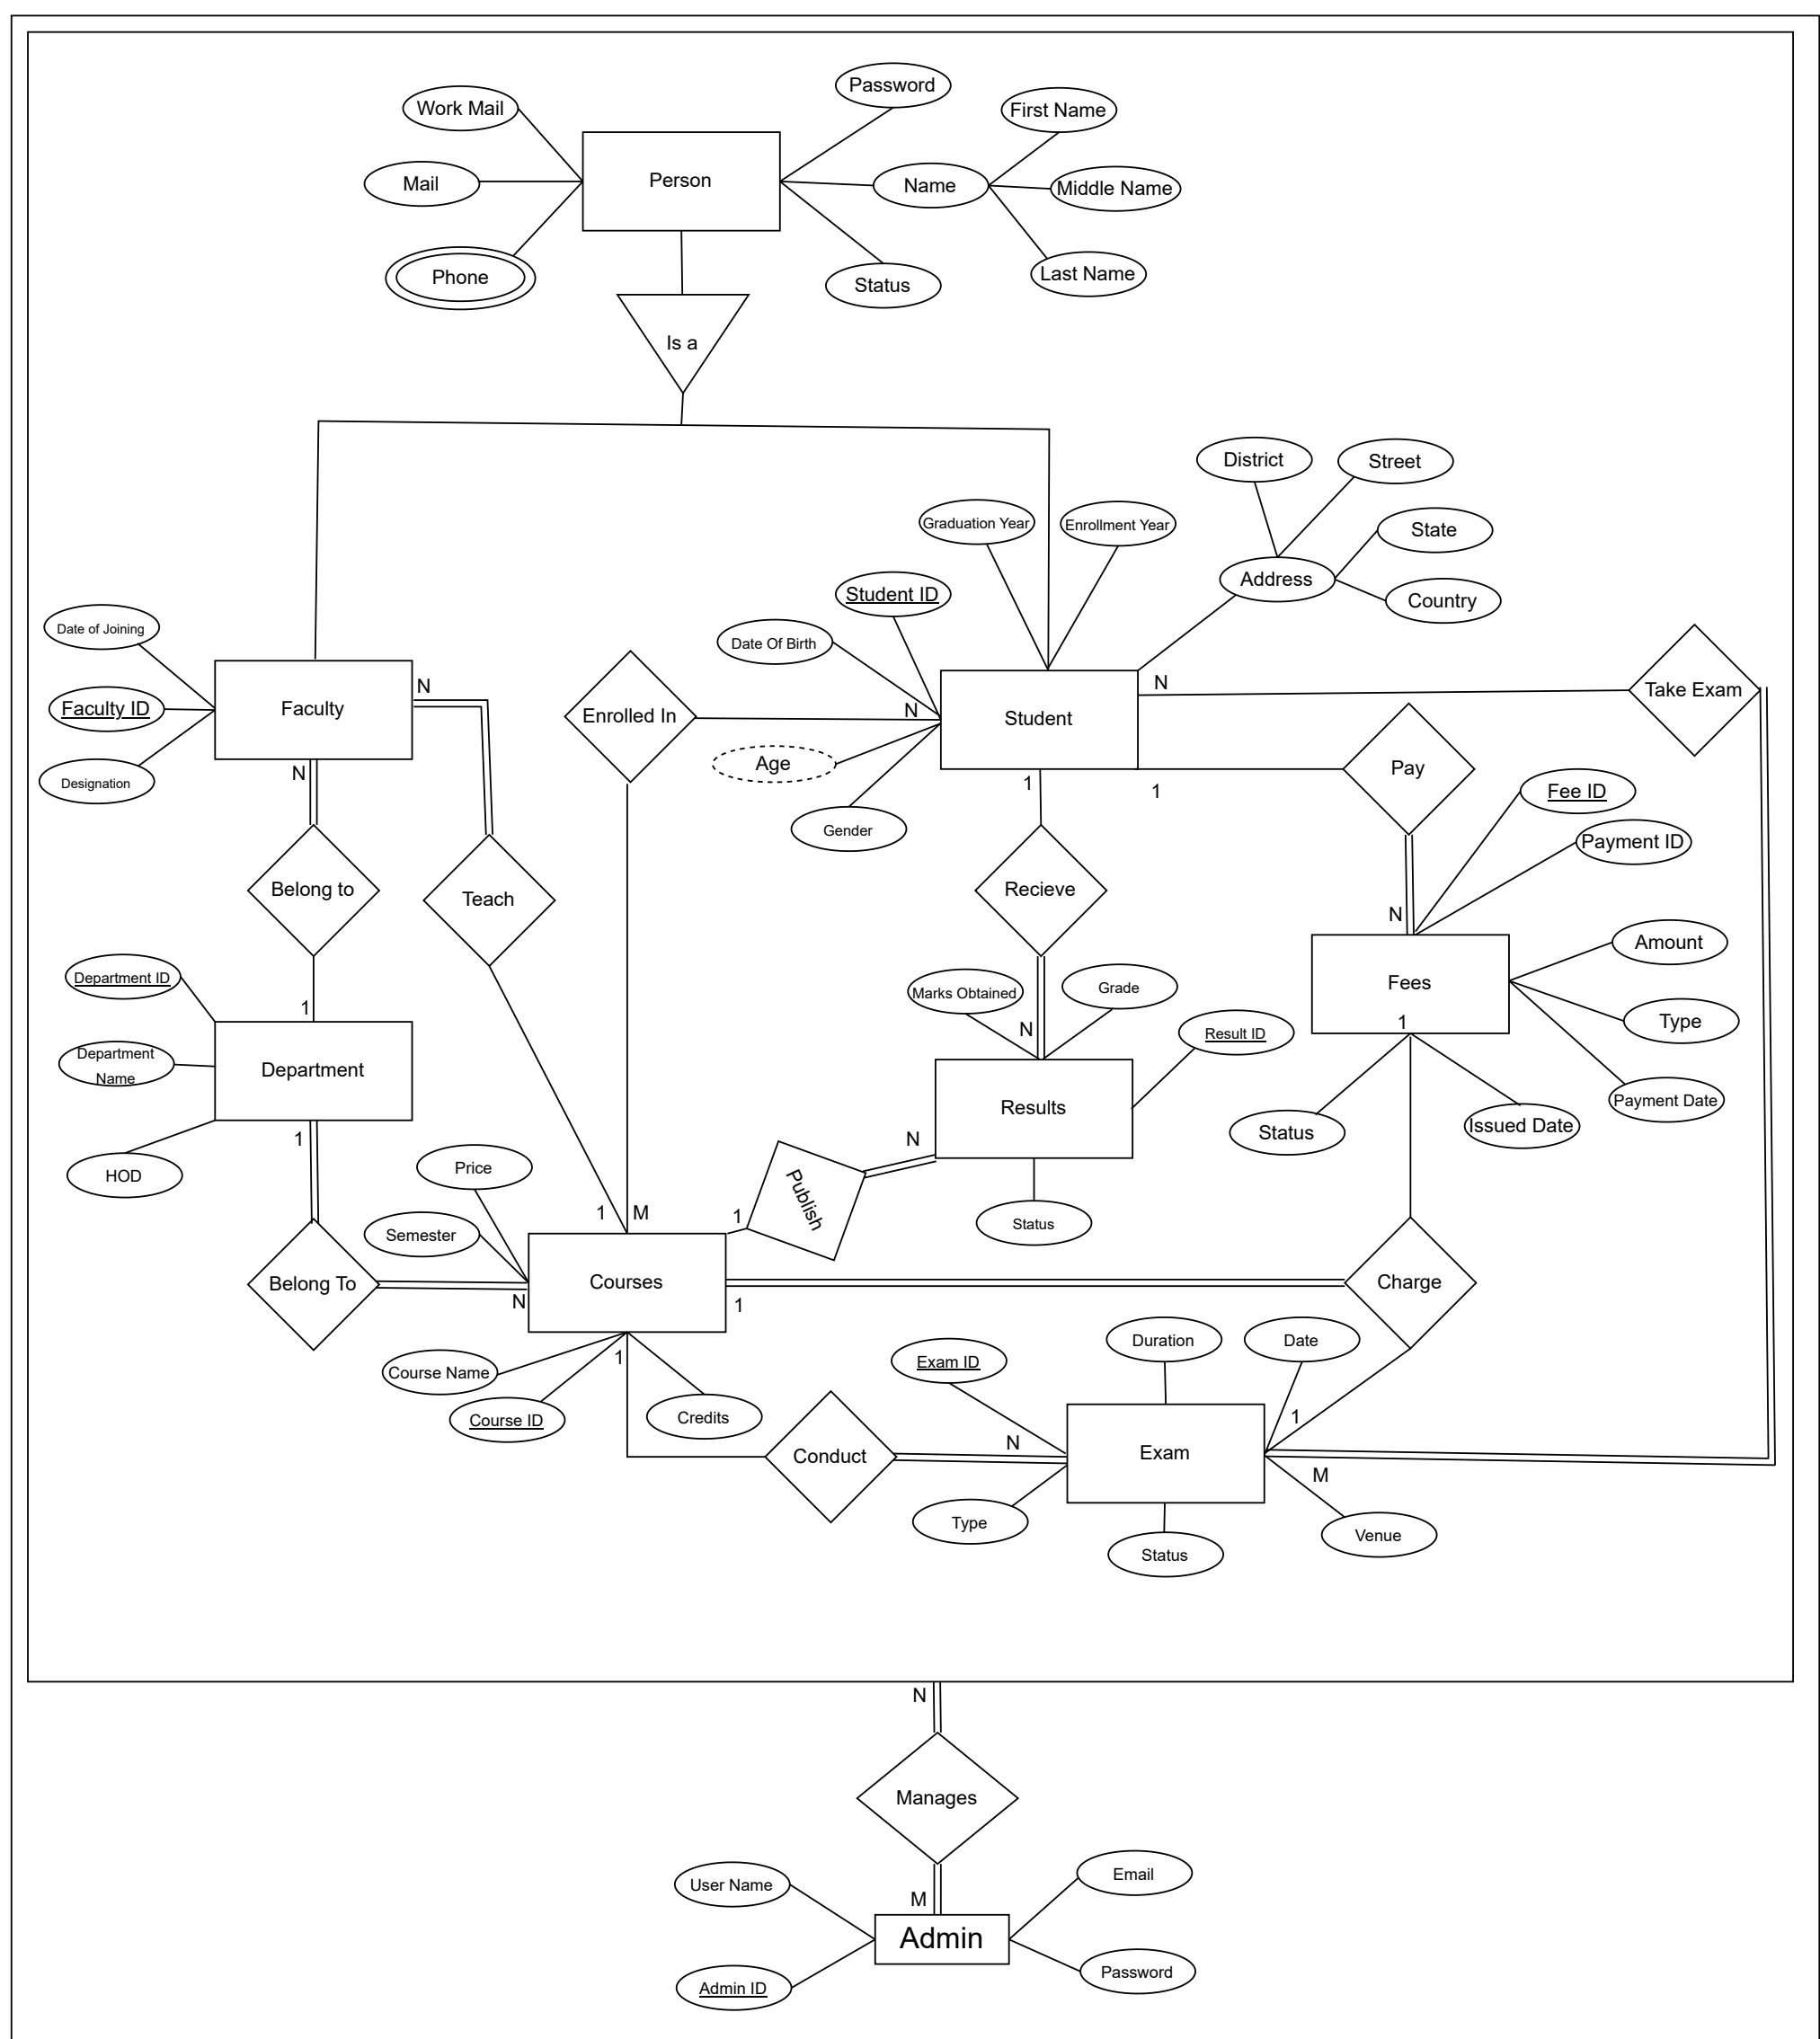 Password
Work Mail
First Name
Mail
Person
Name
Middle Name
Phone
Status
Last Name
Is a
District
Street
Graduation Year
Enrollment Year
State
Address
Student ID
Country
Date of Joining
Date Of Birth
N
N
Faculty ID
Faculty
Enrolled In
N
Student
Take Exam
Age
Pay
N
Designation
1
1
Fee ID
Gender
Payment ID
Belong to
Teach
Recieve
N
Amount
Department ID
Marks Obtained
Grade
Fees
1
N
1
Type
Result ID
Department
Name
Department
Results
Payment Date
Status
Issued Date
1
N
HOD
Price
Publish
1
M
1
Semester
Status
Belong To
N
Courses
1
Charge
1
Course Name
Exam ID
Duration
Date
Course ID
Credits
1
N
Conduct
Exam
M
Type
Status
Venue
N
Manages
M
User Name
Email
Admin
Admin ID
Password